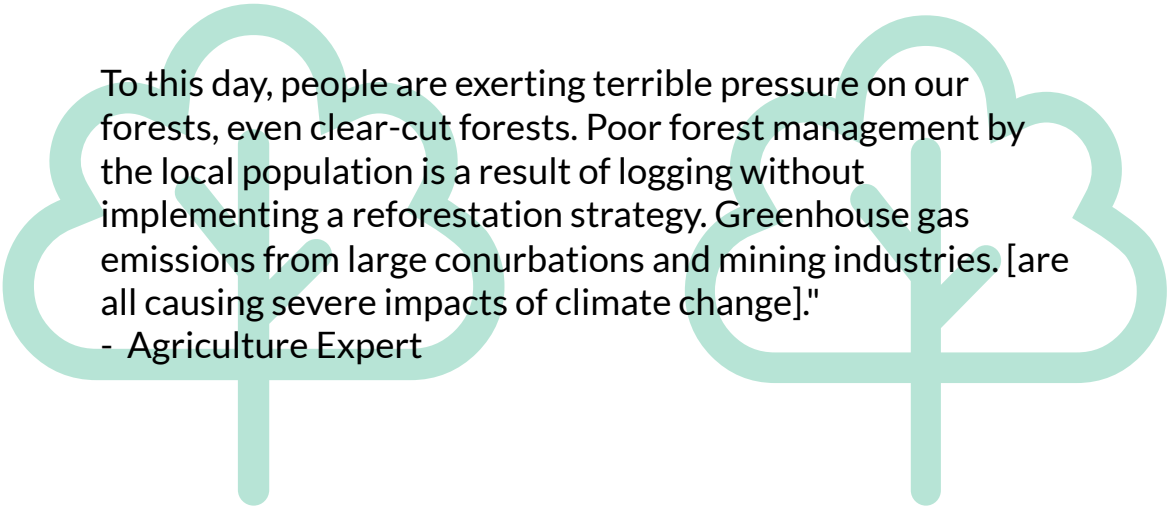 To this day, people are exerting terrible pressure on our
forests, even clear-cut forests. Poor forest management by
the local population is a result of logging without
implementing a reforestation strategy. Greenhouse gas
emissions from large conurbations and mining industries. [are
all causing severe impacts of climate change]."
- Agriculture Expert